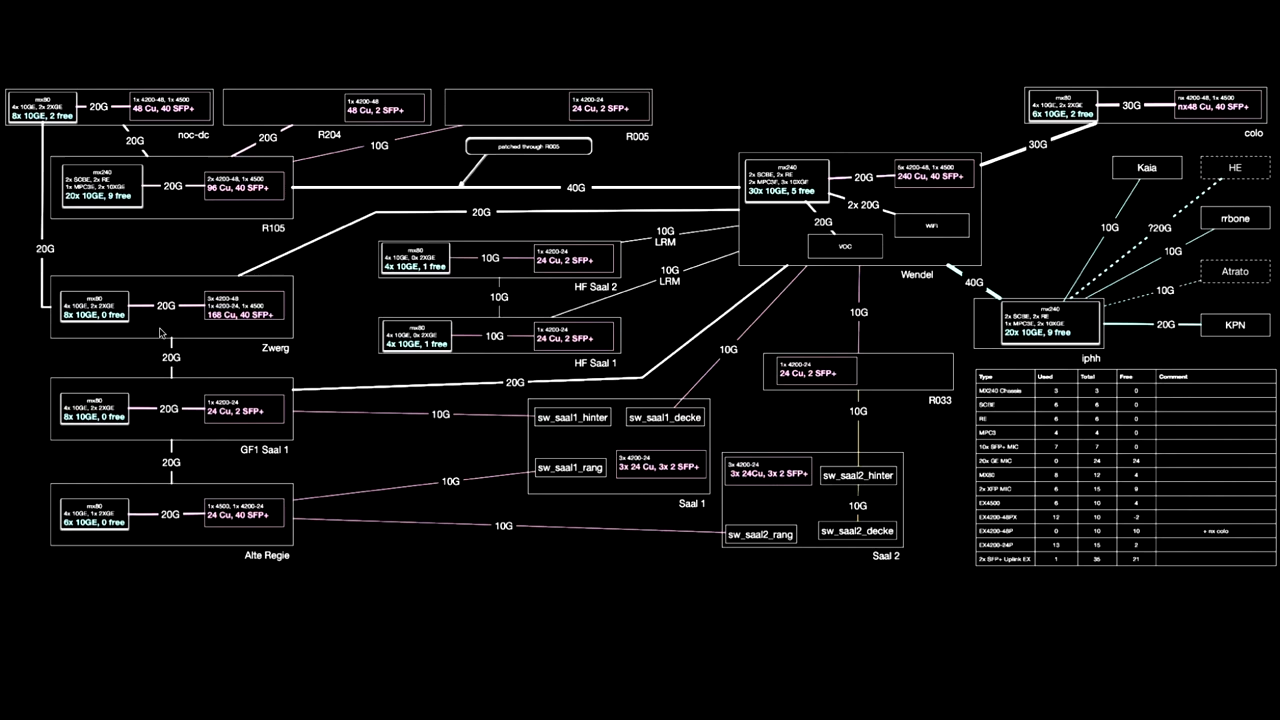 mx80
4x 10GE, 2x 2XGE
8x 10GE, 2 free
20G
1x 4200-48, 1x 4500
48 Cu, 40 SFP+
noc-dc
1x 4200-48
48 Cu, 2 SFP+
R204
1x 4200-24
24 Cu, 2 SFP+
R005
mx80
4x 10GE, 2x 2XGE
6x 10GE, 2 free
30G
nx 4200-48, 1x 4500
nx48 Cu, 40 SFP+
colo
20G
20G
10G
patched through R005
30G
mx240
2x SCBE, 2x RE
1x MPC3E, 2x 10XGE
20x 10GE, 9 free
20G
2x 4200-48, 1x 4500
96 Cu, 40 SFP+
R105
40G
mx240
2x SCBE, 2x RE
2x MPC3E, 3x 10XGE
30x 10GE, 5 free
20G
5x 4200-48, 1x 4500
240 Cu, 40 SFP+
2x 20G
20G
WiFi
VOC
Wendel
Kaia
HE
rrbone
Atrato
KPN
10G
?20G
10G
10G
20G
40G
mx240
2x SCBE, 2x RE
1x MPC3E, 2x 10XGE
20x 10GE, 9 free
iphh
20G
20G
mx80
4x 10GE, 0x 2XGE
4x 10GE, 1 free
10G
1x 4200-24
24 Cu, 2 SFP+
HF Saal 2
10G
LRM
10G
LRM
10G
mx80
4x 10GE, 0x 2XGE
4x 10GE, 1 free
10G
1x 4200-24
24 Cu, 2 SFP+
HF Saal 1
mx80
4x 10GE, 2x 2XGE
8x 10GE, 0 free
20G
3x 4200-48
1x 4200-24, 1x 4500
168 Cu, 40 SFP+
Zwerg
20G
mx80
4x 10GE, 2x 2XGE
8x 10GE, 0 free
20G
1x 4200-24
24 Cu, 2 SFP+
GF1 Saal 1
20G
10G
20G
mx80
4x 10GE, 1x 2XGE
6x 10GE, 0 free
20G
1x 4500, 1x 4200-24
24 Cu, 40 SFP+
Alte Regie
10G
10G
10G
sw_saal1_hinter
sw_saal1_decke
sw_saal1_rang
3x 4200-24
3x 24 Cu, 3x 2 SFP+
Saal 1
10G
1x 4200-24
24 Cu, 2 SFP+
R033
10G
3x 4200-24
3x 24Cu, 3x 2 SFP+
sw_saal2_hinter
10G
sw_saal2_rang
sw_saal2_decke
Saal 2
Type Used Total Free Comment
MX240 Chassis 3 3 0
SCBE 6 6 0
RE 6 6 0
MPC3 4 4 0
10x SFP+ MIC 7 7 0
20x GE MIC 0 24 24
MX80 8 12 4
2x XFP MIC 6 15 9
EX4500 6 10 4
EX4200-48PX 12 10 -2
EX4200-48P 0 10 10 + nx colo
EX4200-24P 13 15 2
2x SFP+ Uplink EX 1 35 21